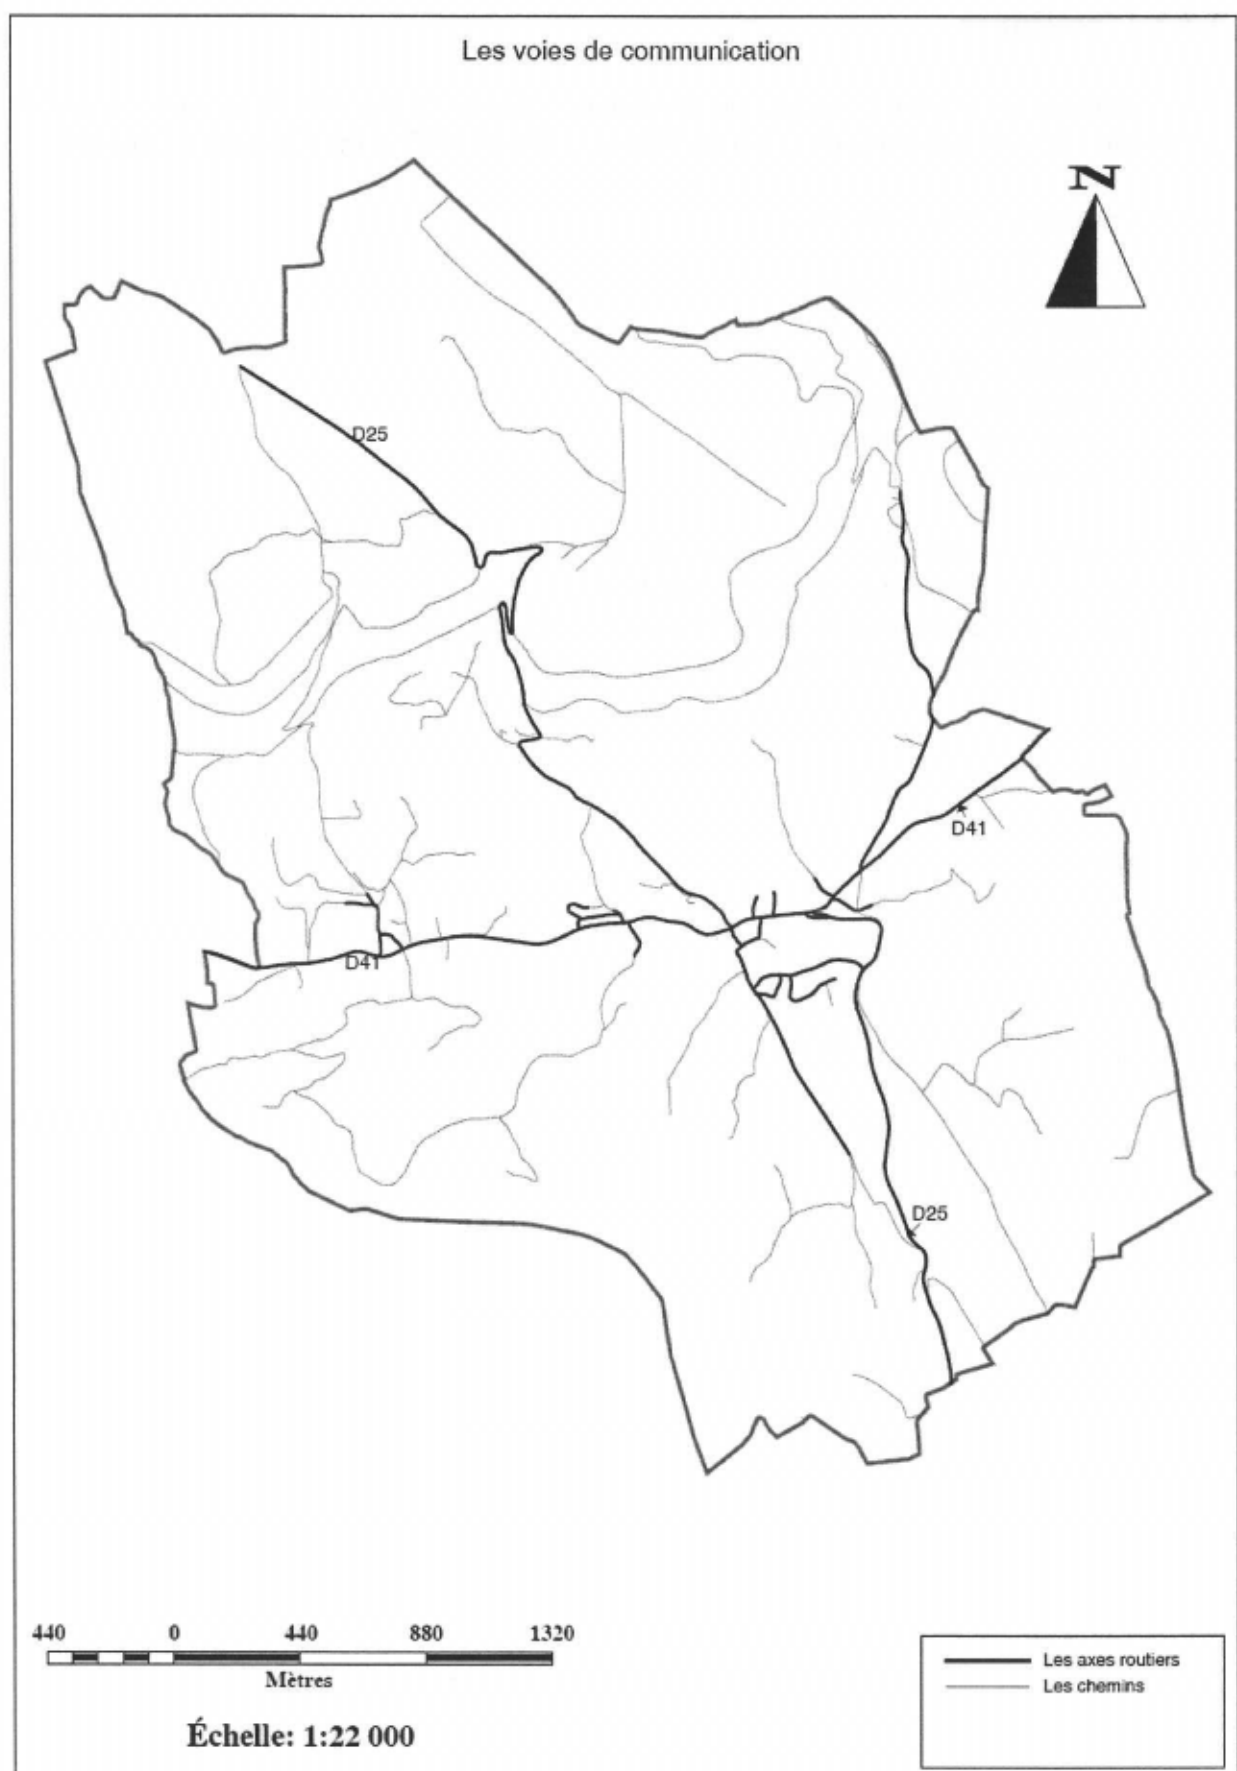 Les voies de communication
N
D25
D41
D41
D25
440 0 440 880 1320
Mètres
Échelle: 1:22 000
Les axes routiers
Les chemins